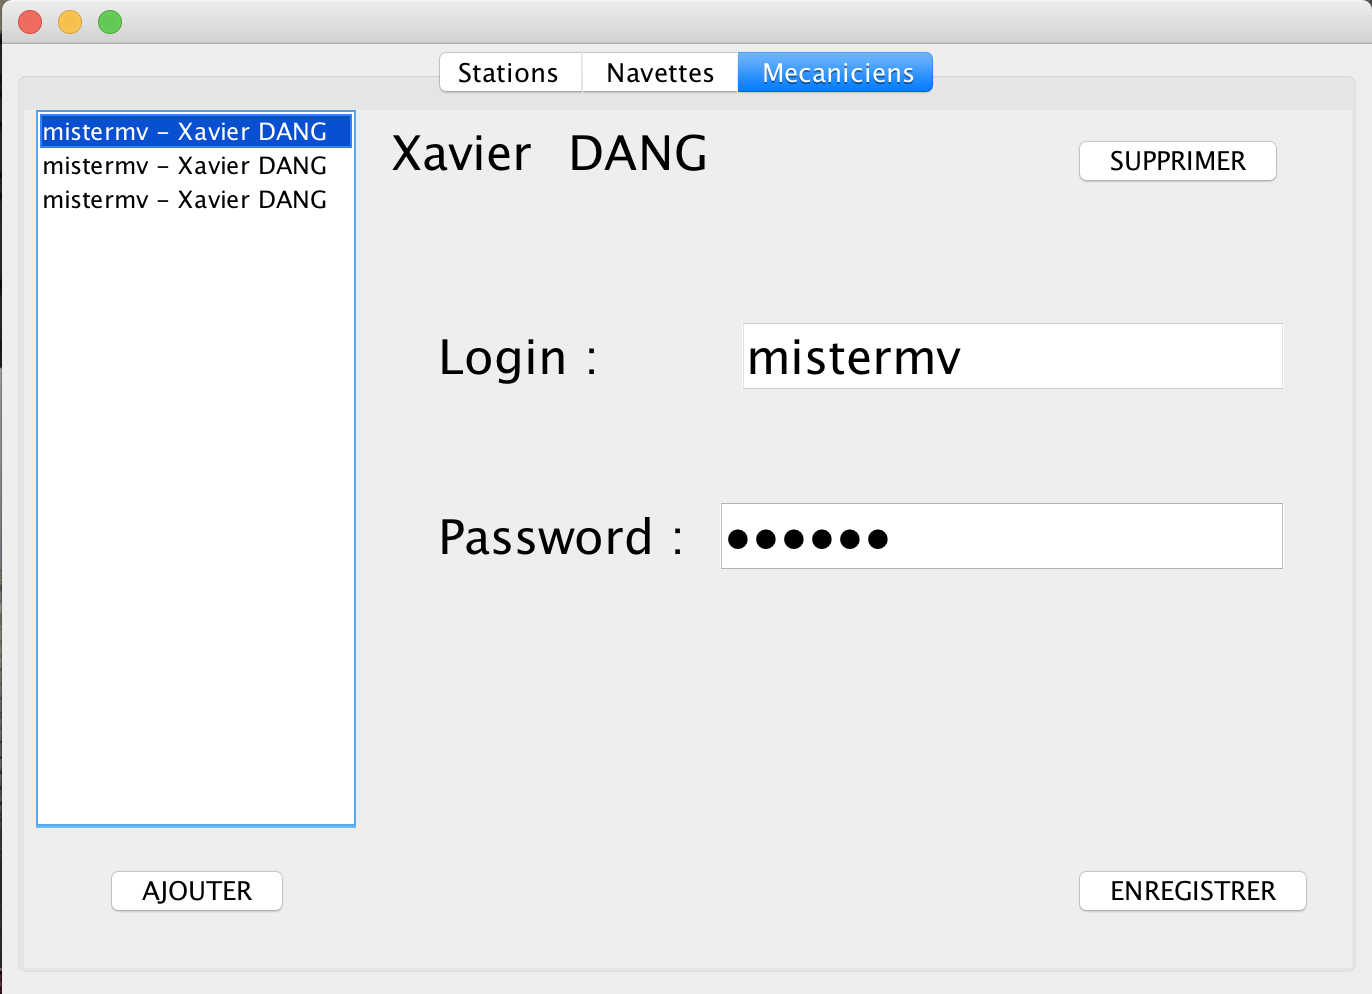 Stations Navettes Mecaniciens
mistermv – Xavier DANG
mistermv – Xavier DANG
mistermv – Xavier DANG
Xavier DANG
SUPPRIMER
Login : mistermv
Password : ●●●●●●
AJOUTER
ENREGISTRER